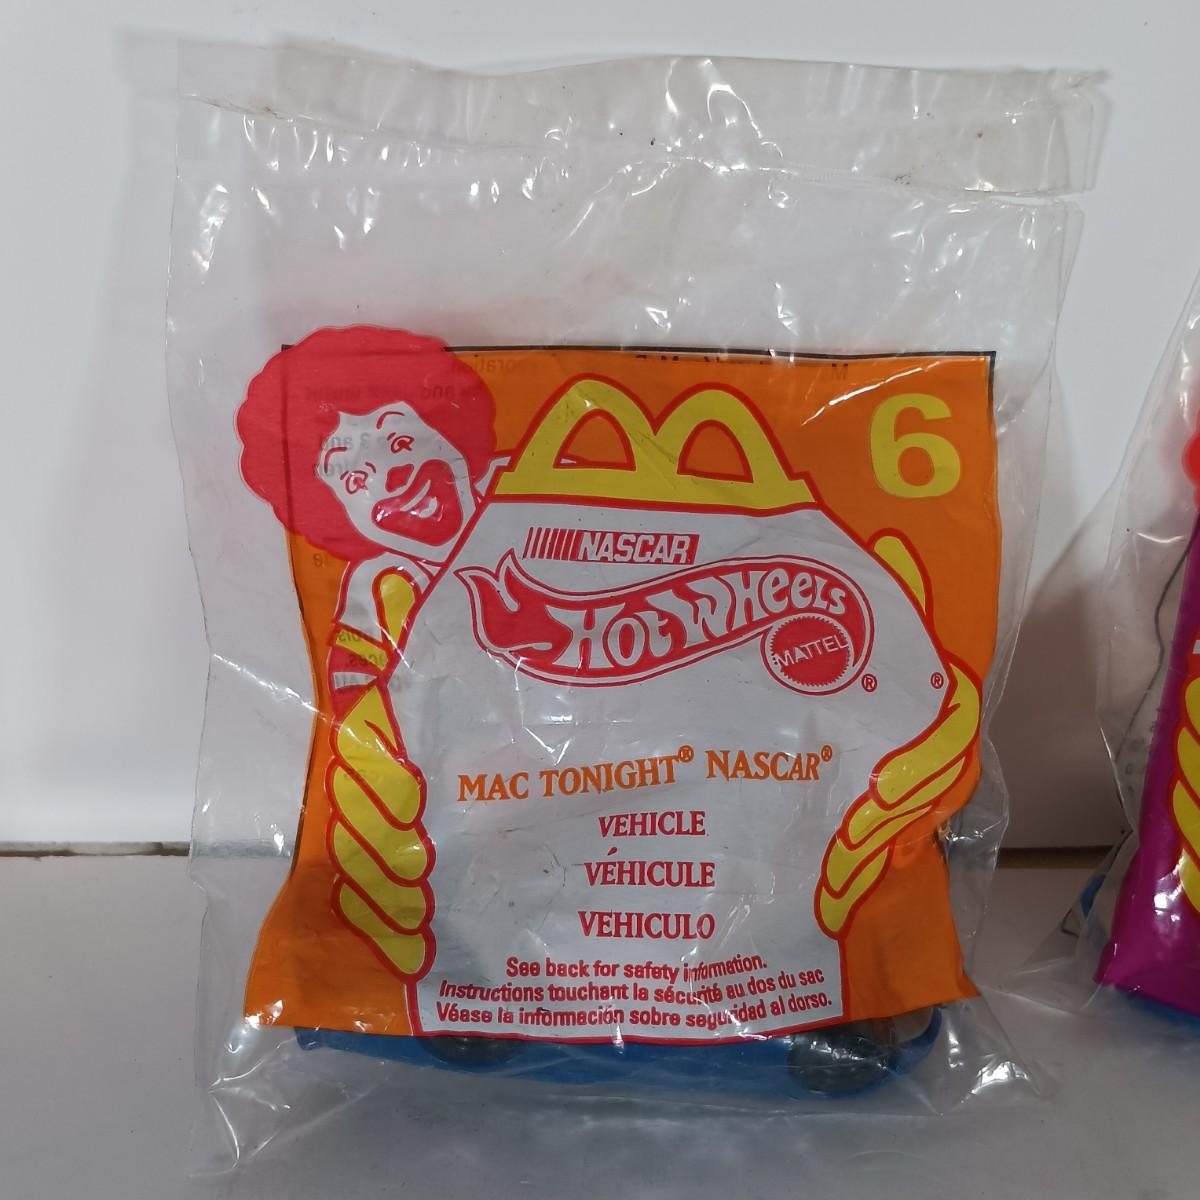 6
NASCAR
HOT WHEELS
MATTEL
®
®
MAC TONIGHT® NASCAR®
VEHICLE
VÉHICULE
VEHICULO
See back for safety information.
Instructions touchant la sécurité au dos du sac
Véase la información sobre seguridad al dorso.